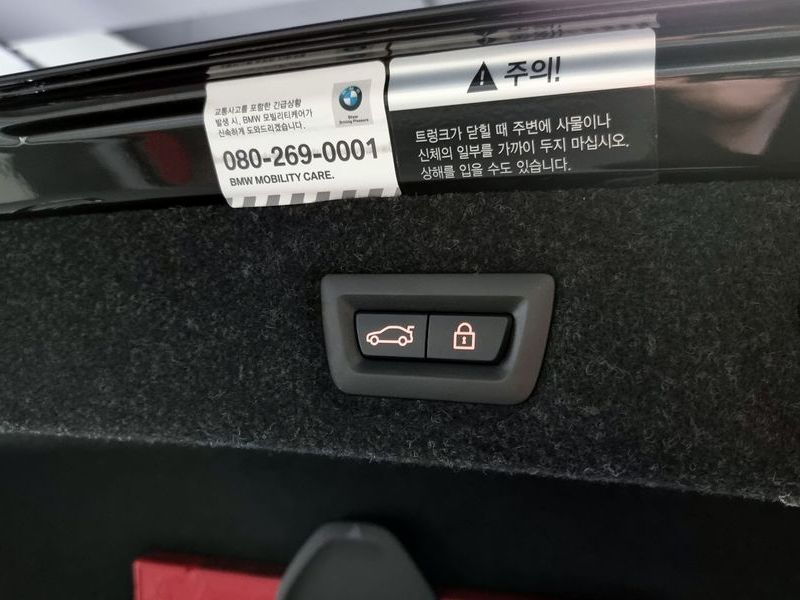 교통사고를 포함한 긴급상황
발생 시, BMW 모빌리티케어가
신속하게 도와드리겠습니다.
080-269-0001
BMW MOBILITY CARE.
BMW
Driving Pleasure
주의!
트렁크가 닫힐 때 주변에 사물이나
신체의 일부를 가까이 두지 마십시오.
상해를 입을 수도 있습니다.